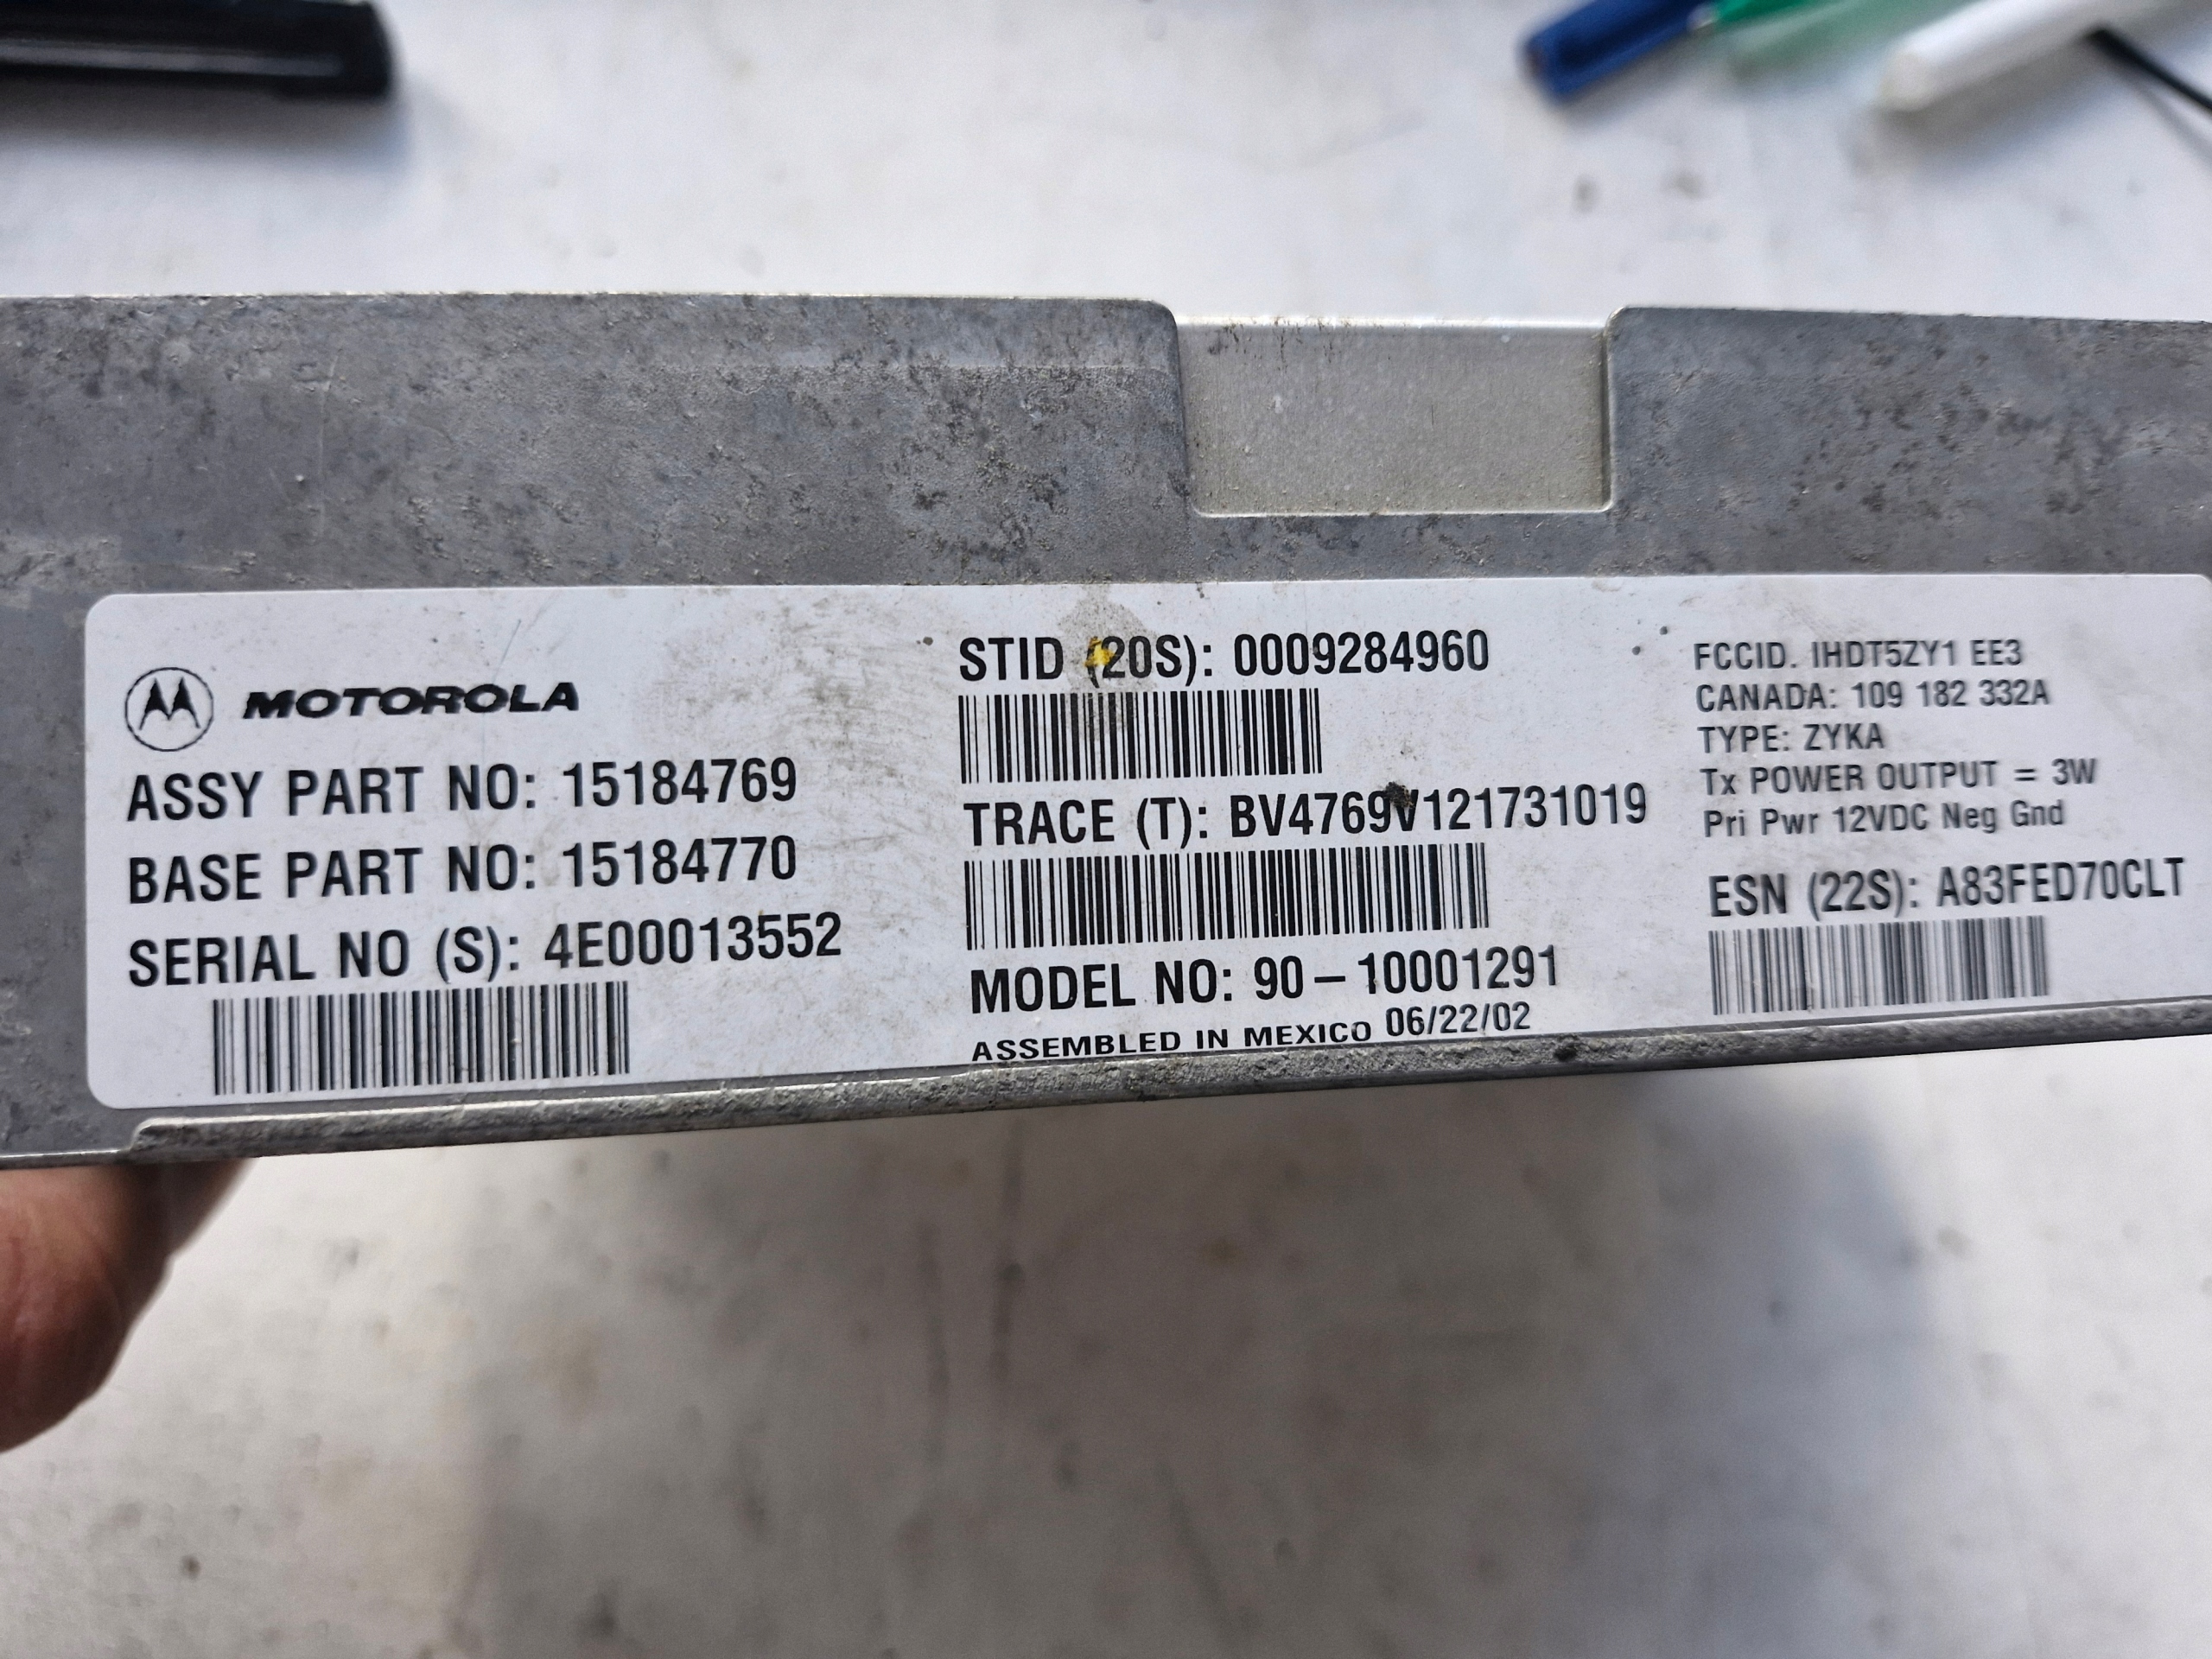 MOTOROLA
ASSY PART NO: 15184769
BASE PART NO: 15184770
SERIAL NO (S): 4E00013552
STID (20S): 0009284960
TRACE (T): BV4769V121731019
MODEL NO: 90-10001291
ASSEMBLED IN MEXICO 06/22/02
FCCID. IHDT5ZY1 EE3
CANADA: 109 182 332A
TYPE: ZYKA
Tx POWER OUTPUT = 3W
Pri Pwr 12VDC Neg Gnd
ESN (22S): A83FED70CLT